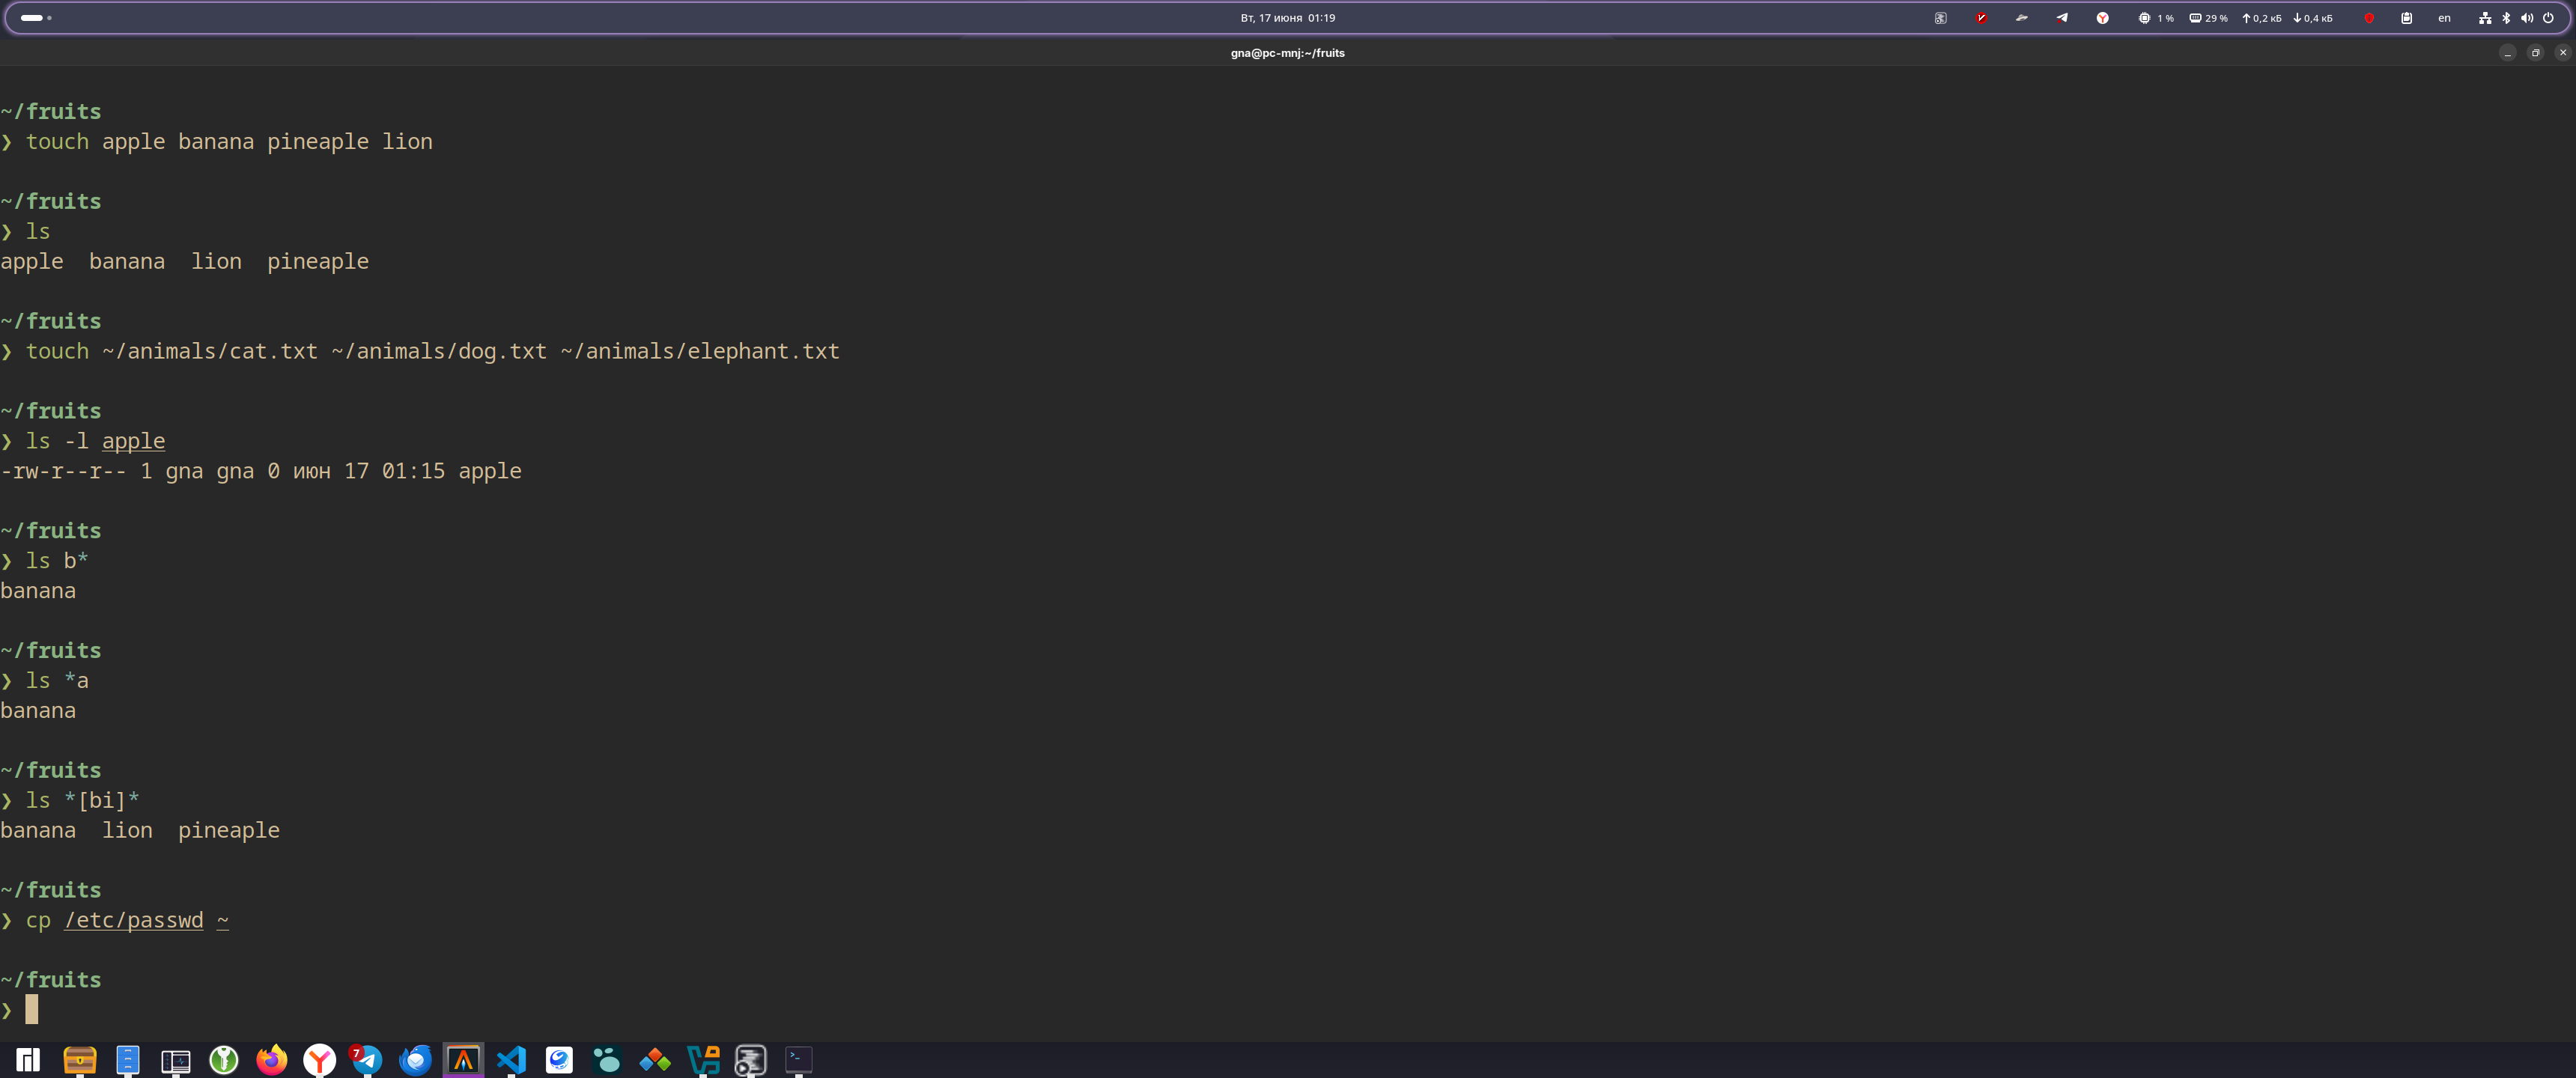 Вт, 17 июня 01:19
1 % 29 % 0,2 кБ 0,4 кБ en
gna@pc-mnj:~/fruits
~/fruits
❯ touch apple banana pineaple lion
~/fruits
❯ ls
apple  banana  lion  pineaple
~/fruits
❯ touch ~/animals/cat.txt ~/animals/dog.txt ~/animals/elephant.txt
~/fruits
❯ ls -l apple
-rw-r--r-- 1 gna gna 0 июн 17 01:15 apple
~/fruits
❯ ls b*
banana
~/fruits
❯ ls *a
banana
~/fruits
❯ ls *[bi]*
banana  lion  pineaple
~/fruits
❯ cp /etc/passwd ~
~/fruits
❯
7